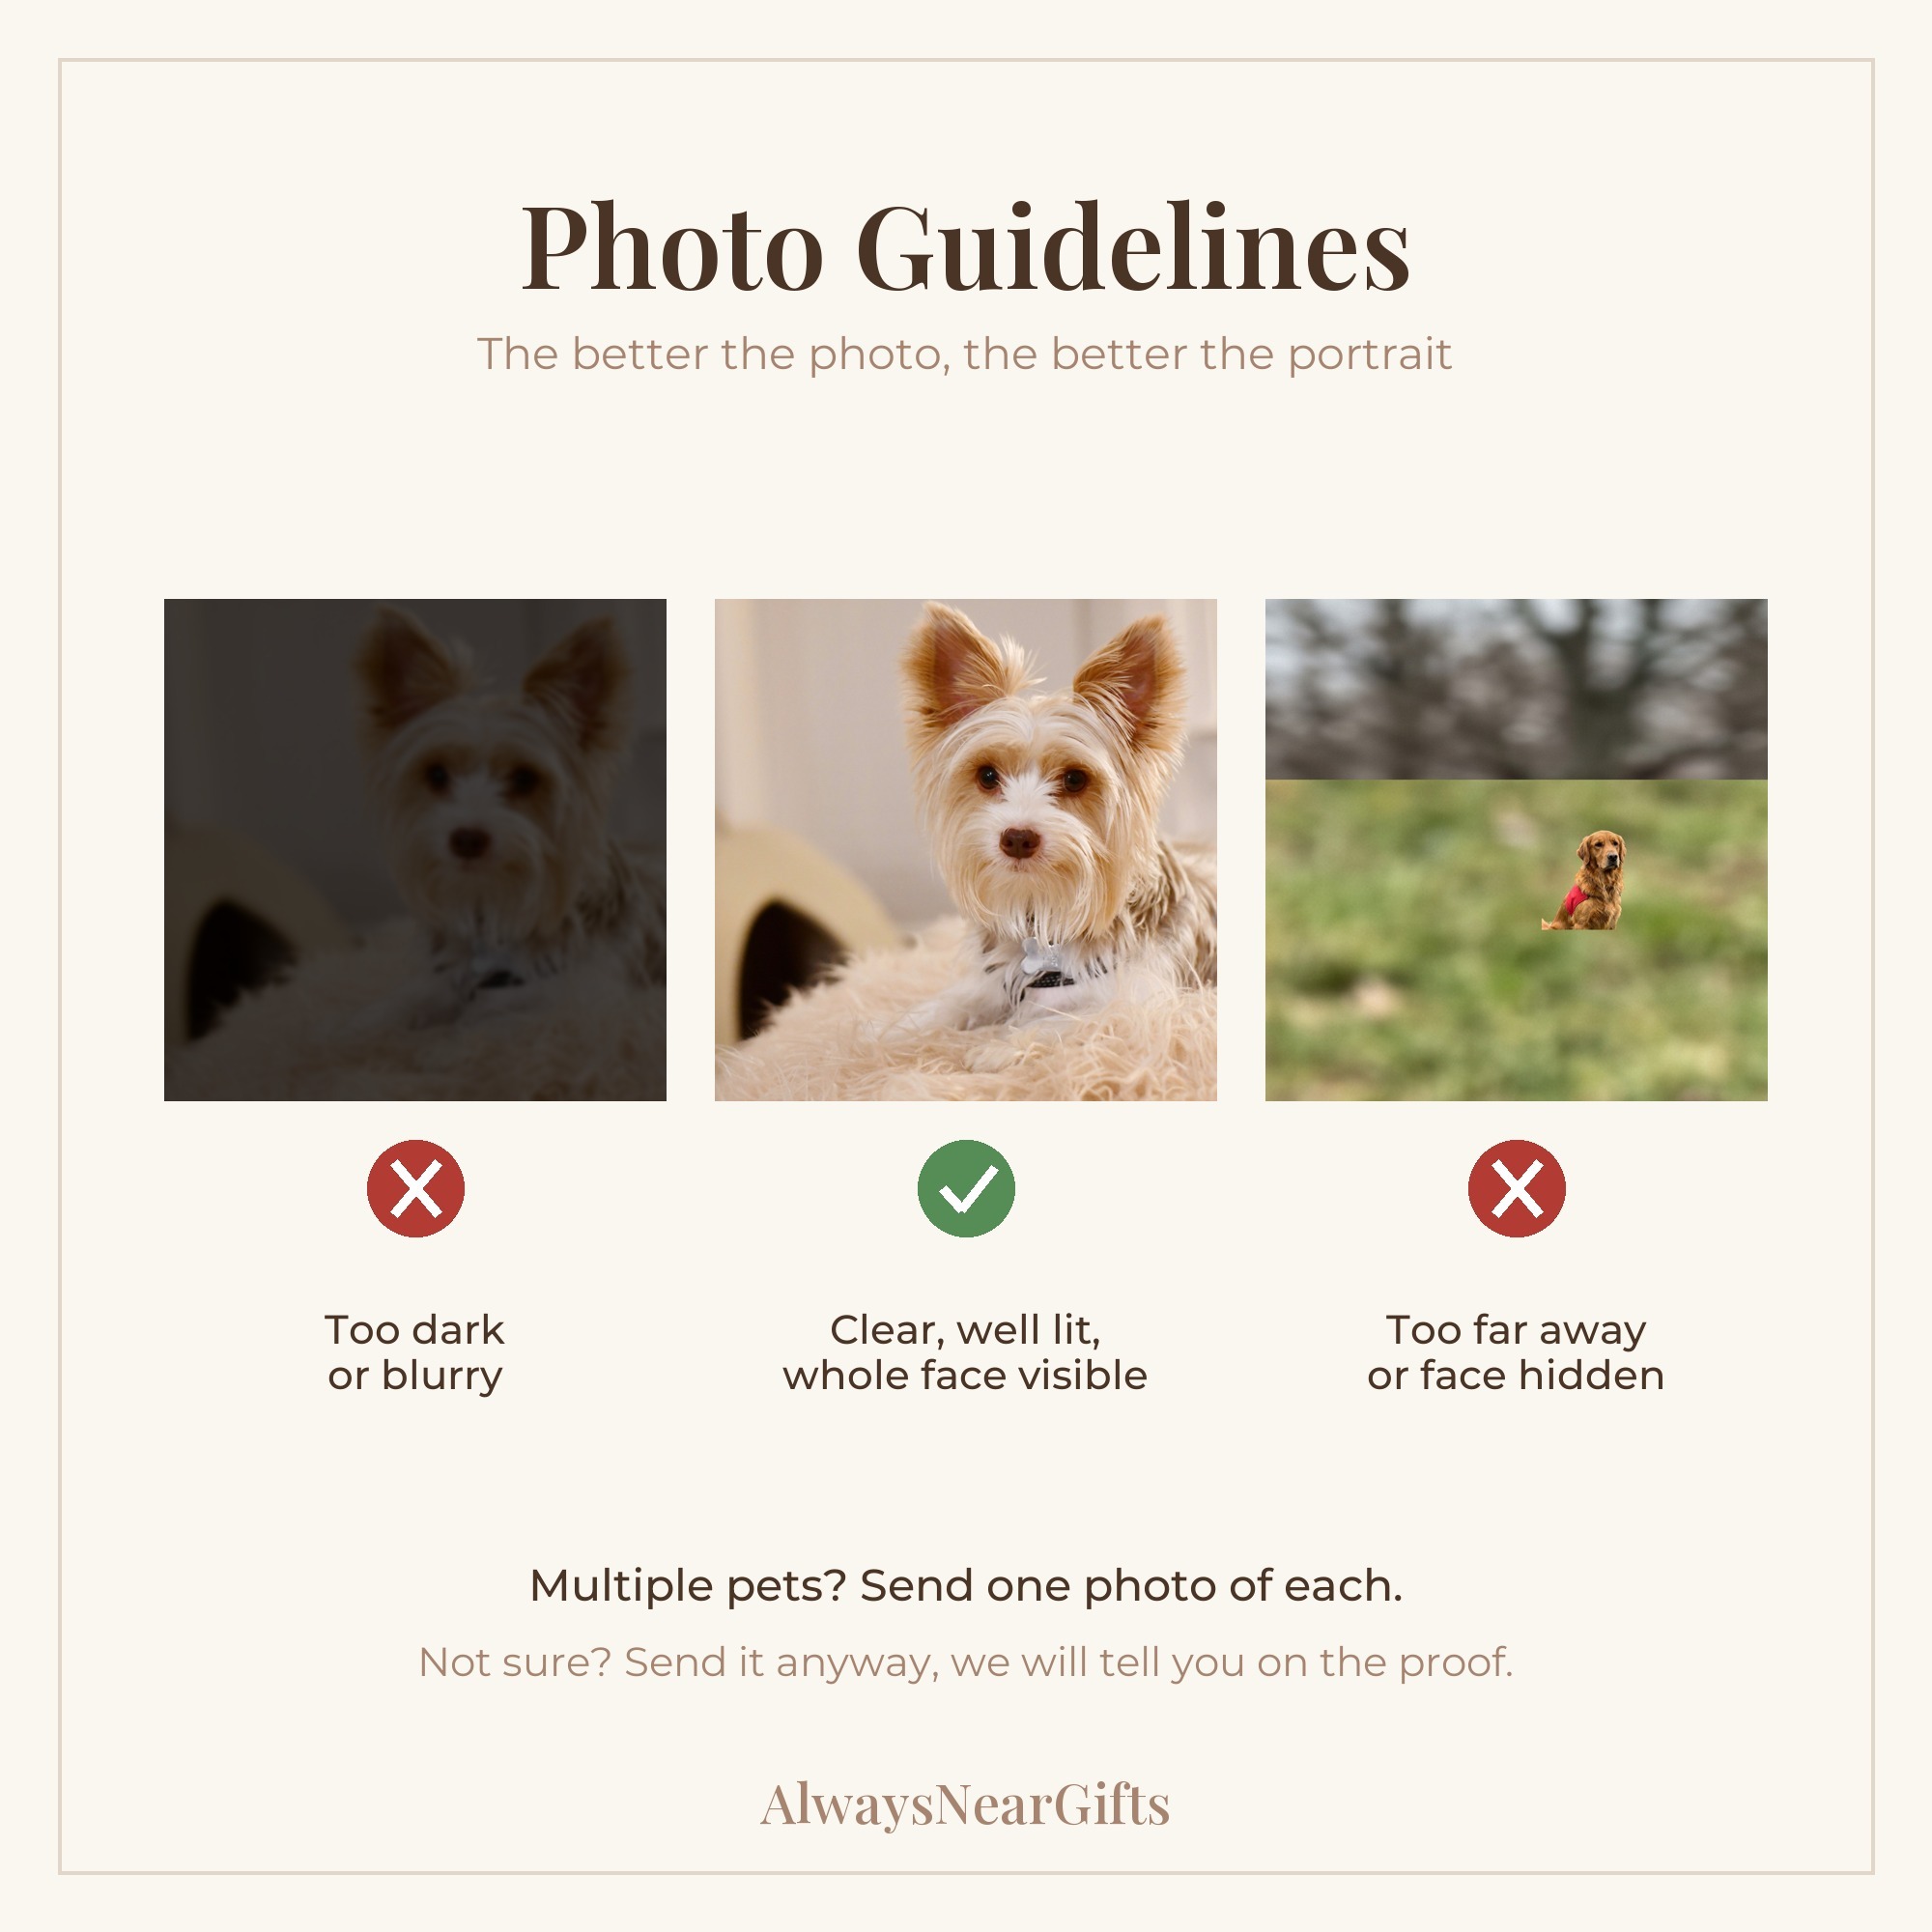 Photo Guidelines
The better the photo, the better the portrait
Too dark
or blurry
Clear, well lit,
whole face visible
Too far away
or face hidden
Multiple pets? Send one photo of each.
Not sure? Send it anyway, we will tell you on the proof.
AlwaysNearGifts